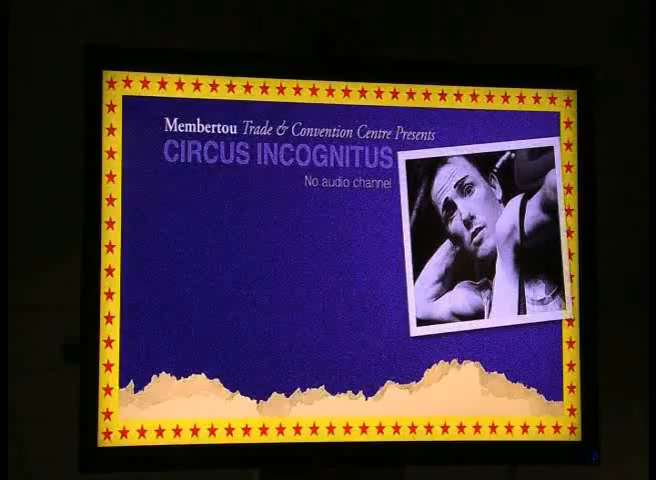 Membertou Trade & Convention Centre Presents
CIRCUS INCOGNITUS
No audio channel